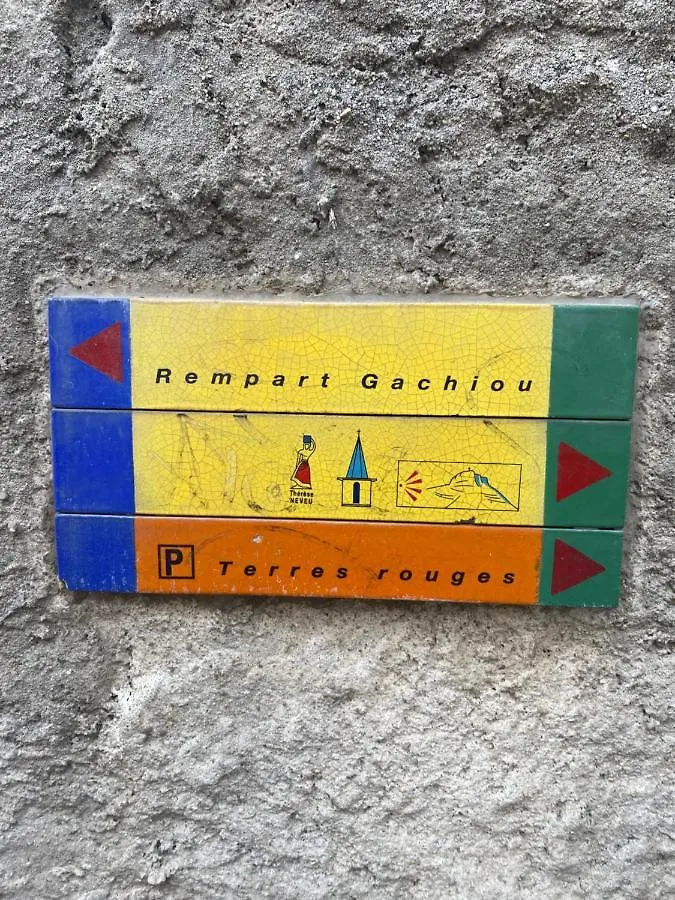 Rempart Gachiou
Thérèse
NEVEU
P Terres rouges